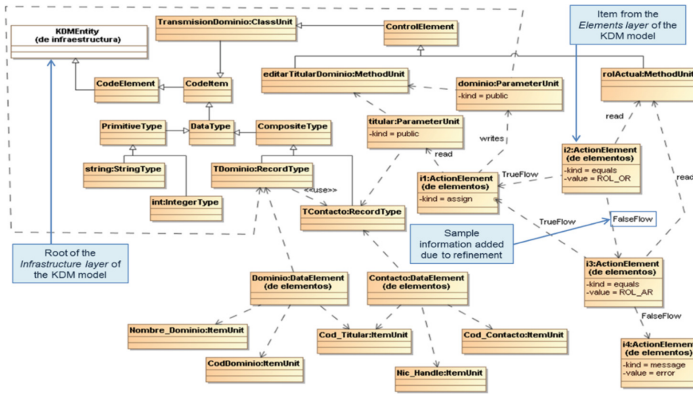 TransmisionDominio:ClassUnit
KDMEntity
(de infraestructura)
ControlElement
Item from the
Elements layer of the
KDM model
CodeElement
CodeItem
editarTitularDominio:MethodUnit
dominio:ParameterUnit
-kind = public
rolActual:MethodUnit
PrimitiveType
DataType
CompositeType
titular:ParameterUnit
-kind = public
read
writes
read
string:StringType
TDominio:RecordType
<<use>>
i1:ActionElement
(de elementos)
-kind = assign
TrueFlow
i2:ActionElement
(de elementos)
-kind = equals
-value = ROL_OR
read
int:IntegerType
TContacto:RecordType
TrueFlow
FalseFlow
Root of the
Infrastructure layer of
the KDM model
Sample
information added
due to refinement
i3:ActionElement
(de elementos)
-kind = equals
-value = ROL_AR
Dominio:DataElement
(de elementos)
Contacto:DataElement
(de elementos)
FalseFlow
Nombre_Dominio:ItemUnit
Cod_Titular:ItemUnit
Cod_Contacto:ItemUnit
i4:ActionElement
(de elementos)
-kind = message
-value = error
CodDominio:ItemUnit
Nic_Handle:ItemUnit